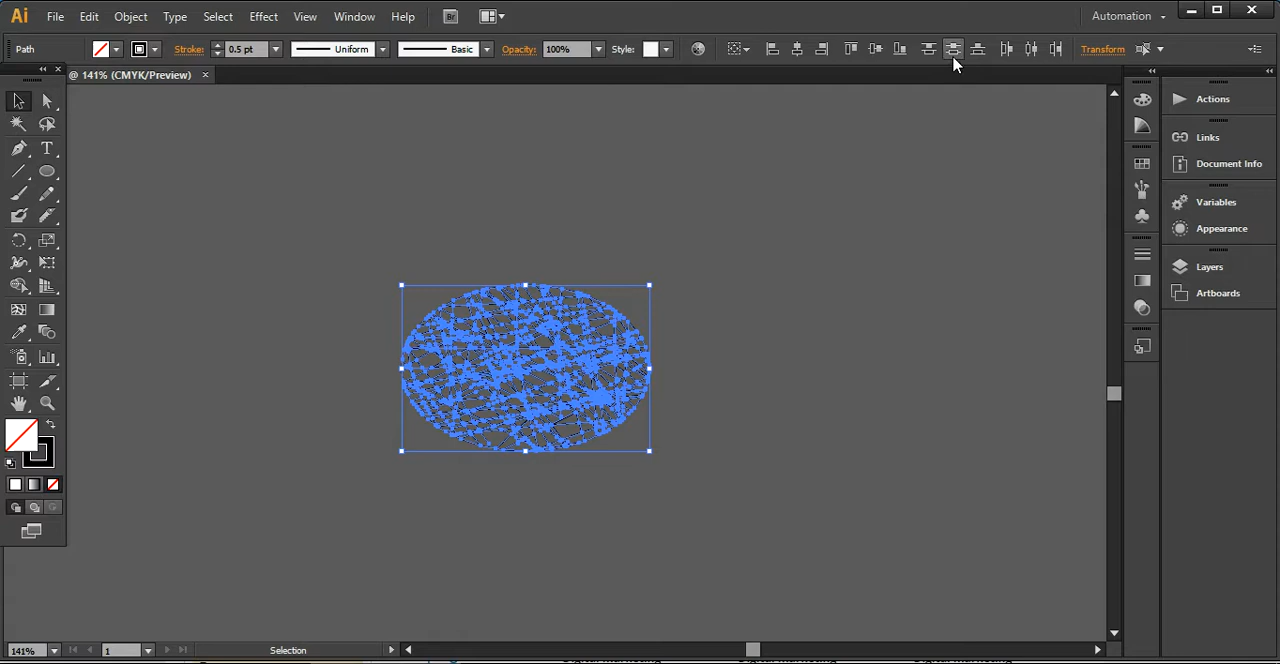 Ai File Edit Object Type Select Effect View Window Help Br Automation
Path Stroke: 0.5 pt Uniform Basic Opacity: 100% Style: Transform
@ 141% (CMYK/Preview)
Actions
Links
Document Info
Variables
Appearance
Layers
Artboards
T
141% 1 Selection